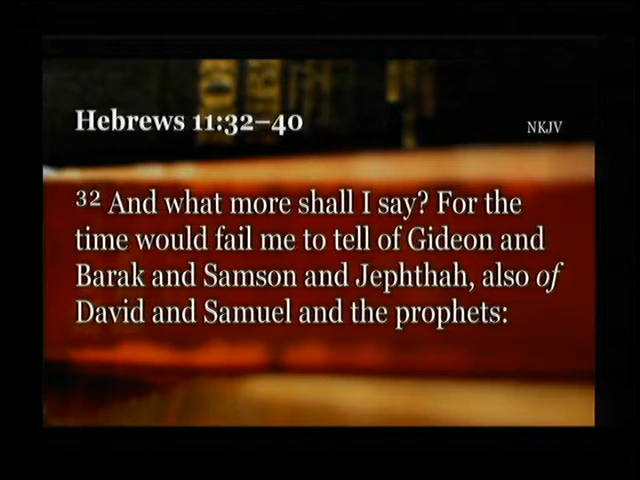 Hebrews 11:32–40
NKJV
32 And what more shall I say? For the
time would fail me to tell of Gideon and
Barak and Samson and Jephthah, also of
David and Samuel and the prophets: